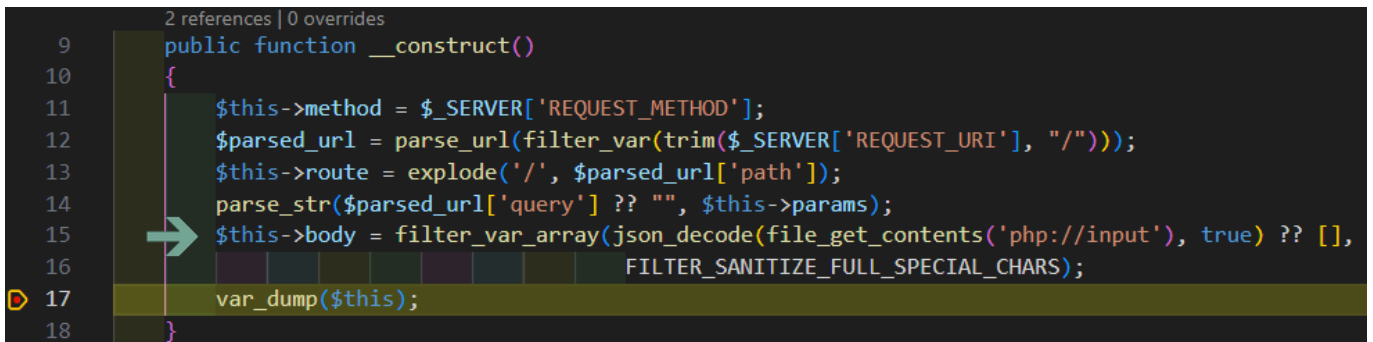 2 references | 0 overrides
9 public function __construct()
10 {
11 $this->method = $_SERVER['REQUEST_METHOD'];
12 $parsed_url = parse_url(filter_var(trim($_SERVER['REQUEST_URI'], "/")));
13 $this->route = explode('/', $parsed_url['path']);
14 parse_str($parsed_url['query'] ?? "", $this->params);
15 $this->body = filter_var_array(json_decode(file_get_contents('php://input'), true) ?? [],
16 FILTER_SANITIZE_FULL_SPECIAL_CHARS);
17 var_dump($this);
18 }